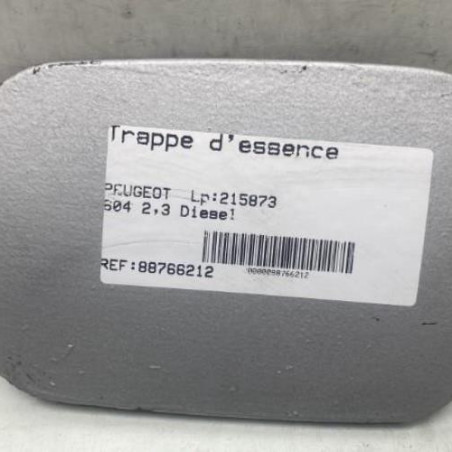 Trappe d'essence
PEUGEOT Lp:215873
604 2,3 Diesel
REF:88766212
0000088766212